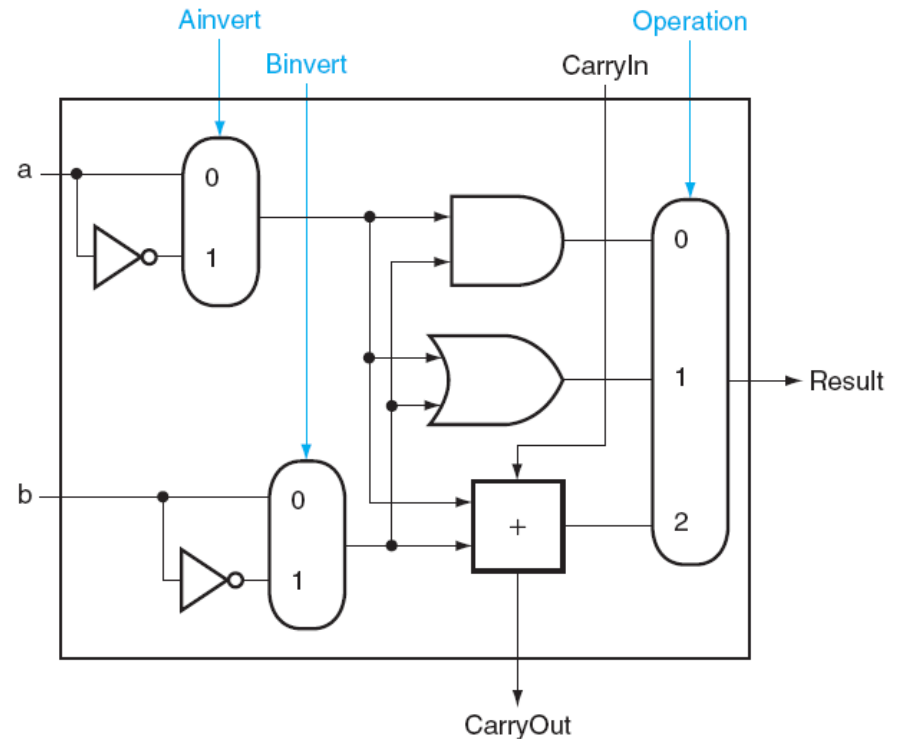 Ainvert
Operation
Binvert
CarryIn
a
0
1
0
1
Result
b
0
1
2
+
CarryOut